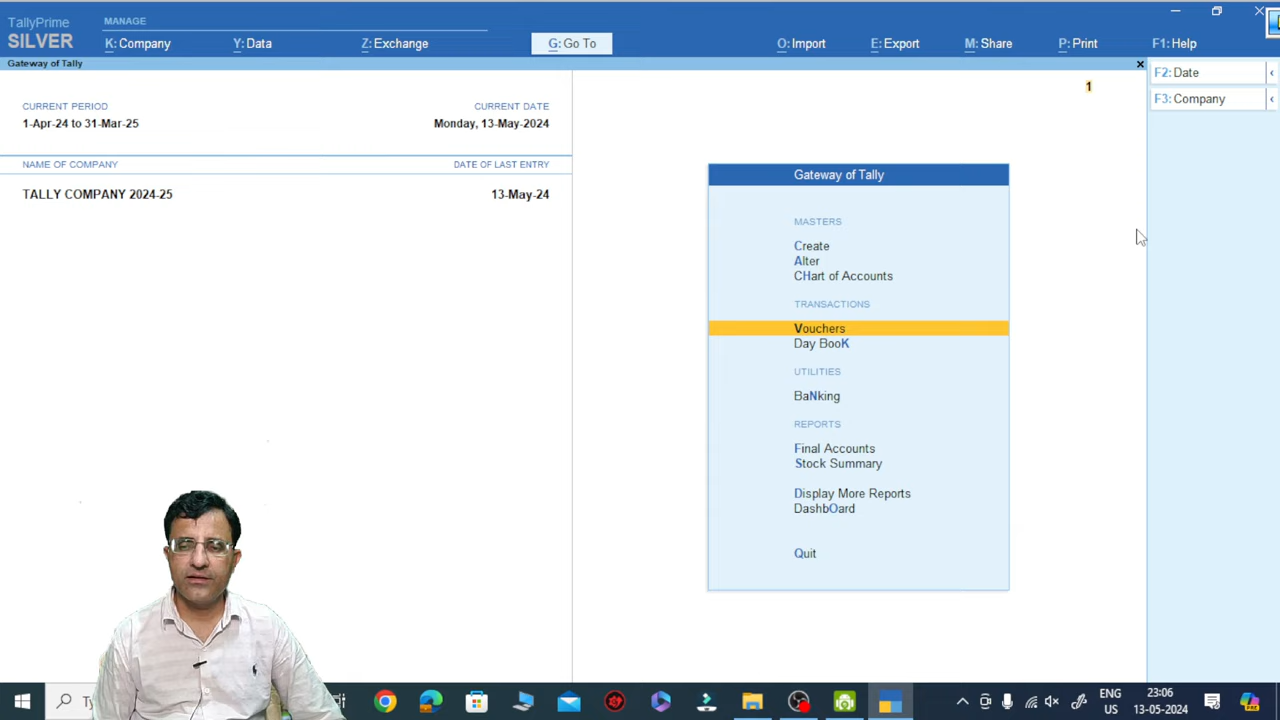 TallyPrime
MANAGE
SILVER
K: Company
Y: Data
Z: Exchange
G: Go To
O: Import
E: Export
M: Share
P: Print
F1: Help
Gateway of Tally
F2: Date
F3: Company
1
CURRENT PERIOD
CURRENT DATE
1-Apr-24 to 31-Mar-25
Monday, 13-May-2024
NAME OF COMPANY
DATE OF LAST ENTRY
TALLY COMPANY 2024-25
13-May-24
Gateway of Tally
MASTERS
Create
Alter
CHart of Accounts
TRANSACTIONS
Vouchers
Day BooK
UTILITIES
BaNking
REPORTS
Final Accounts
Stock Summary
Display More Reports
DashbOard
Quit
ENG
US
23:06
13-05-2024